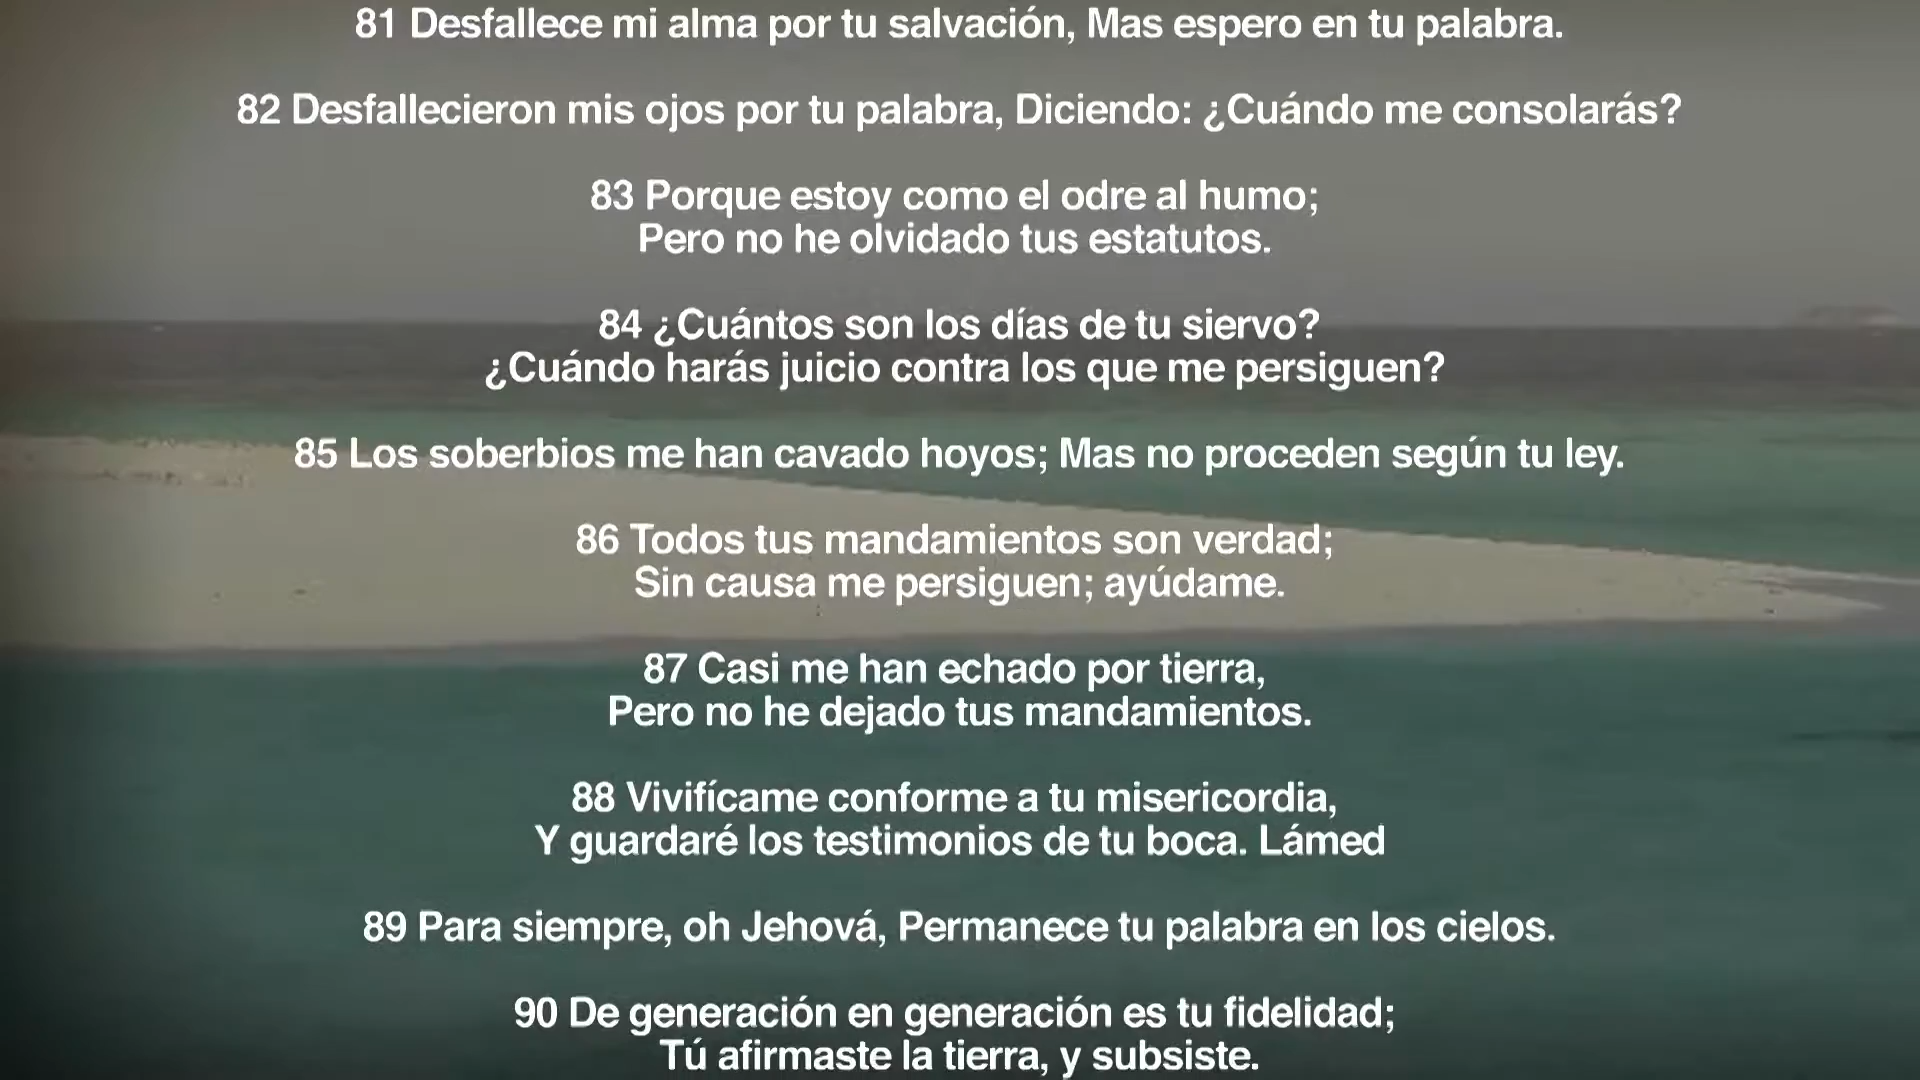 81 Desfallece mi alma por tu salvación, Mas espero en tu palabra.
82 Desfallecieron mis ojos por tu palabra, Diciendo: ¿Cuándo me consolarás?
83 Porque estoy como el odre al humo;
Pero no he olvidado tus estatutos.
84 ¿Cuántos son los días de tu siervo?
¿Cuándo harás juicio contra los que me persiguen?
85 Los soberbios me han cavado hoyos; Mas no proceden según tu ley.
86 Todos tus mandamientos son verdad;
Sin causa me persiguen; ayúdame.
87 Casi me han echado por tierra,
Pero no he dejado tus mandamientos.
88 Vivifícame conforme a tu misericordia,
Y guardaré los testimonios de tu boca. Lámed
89 Para siempre, oh Jehová, Permanece tu palabra en los cielos.
90 De generación en generación es tu fidelidad;
Tú afirmaste la tierra, y subsiste.